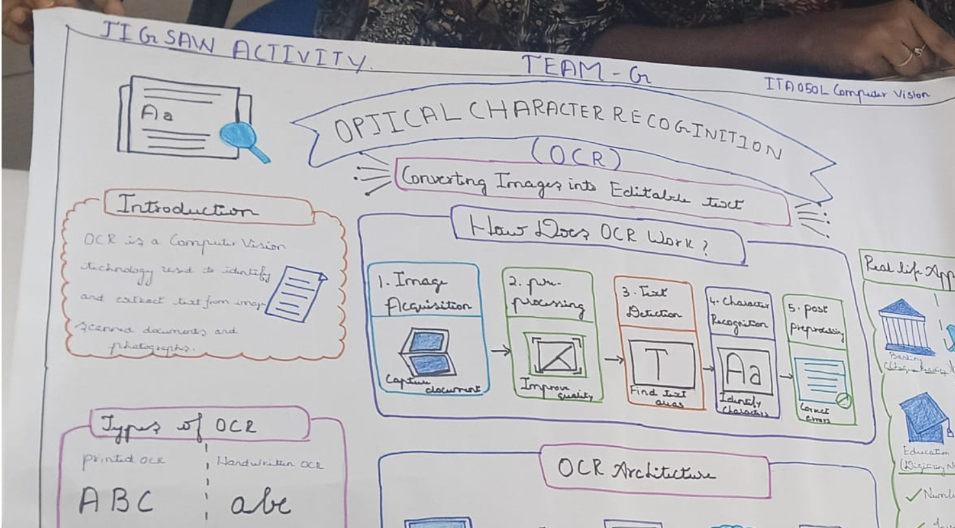 JIGSAW ACTIVITY.
TEAM-G
ITA050L Computer Vision
Aa
OPTICAL CHARACTER RECOGINITION
(OCR)
Converting Images into Editable text
Introduction
OCR is a Computer Vision
technology used to identify
and extract text from image
scanned documents and
photographs.
How Does OCR Work?
1. Image
Acquisition
Capture
document
2. pre-
processing
Improve
quality
3. Text
Detection
T
Find text
areas
4. Character
Recognition
Aa
Identify
characters
5. post
preprocessing
Correct
errors
Real life App
Banking
Education
Types of OCR
printed OCR
Handwritten OCR
ABC
abc
OCR Architecture